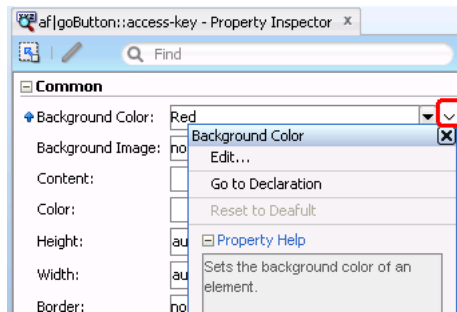 af|goButton::access-key - Property Inspector x
Find
Common
Background Color: Red
Background Color
Edit...
Background Image: no
Content:
Go to Declaration
Color:
Reset to Deafult
Height: au
Property Help
Width: au
Sets the background color of an
element.
Border: no